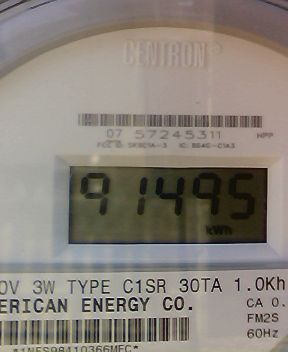 CENTRON®
07 57245311
91495
kWh
0V 3W TYPE C1SR 30TA 1.0Kh
ERICAN ENERGY CO.
CA 0.
FM2S
60Hz